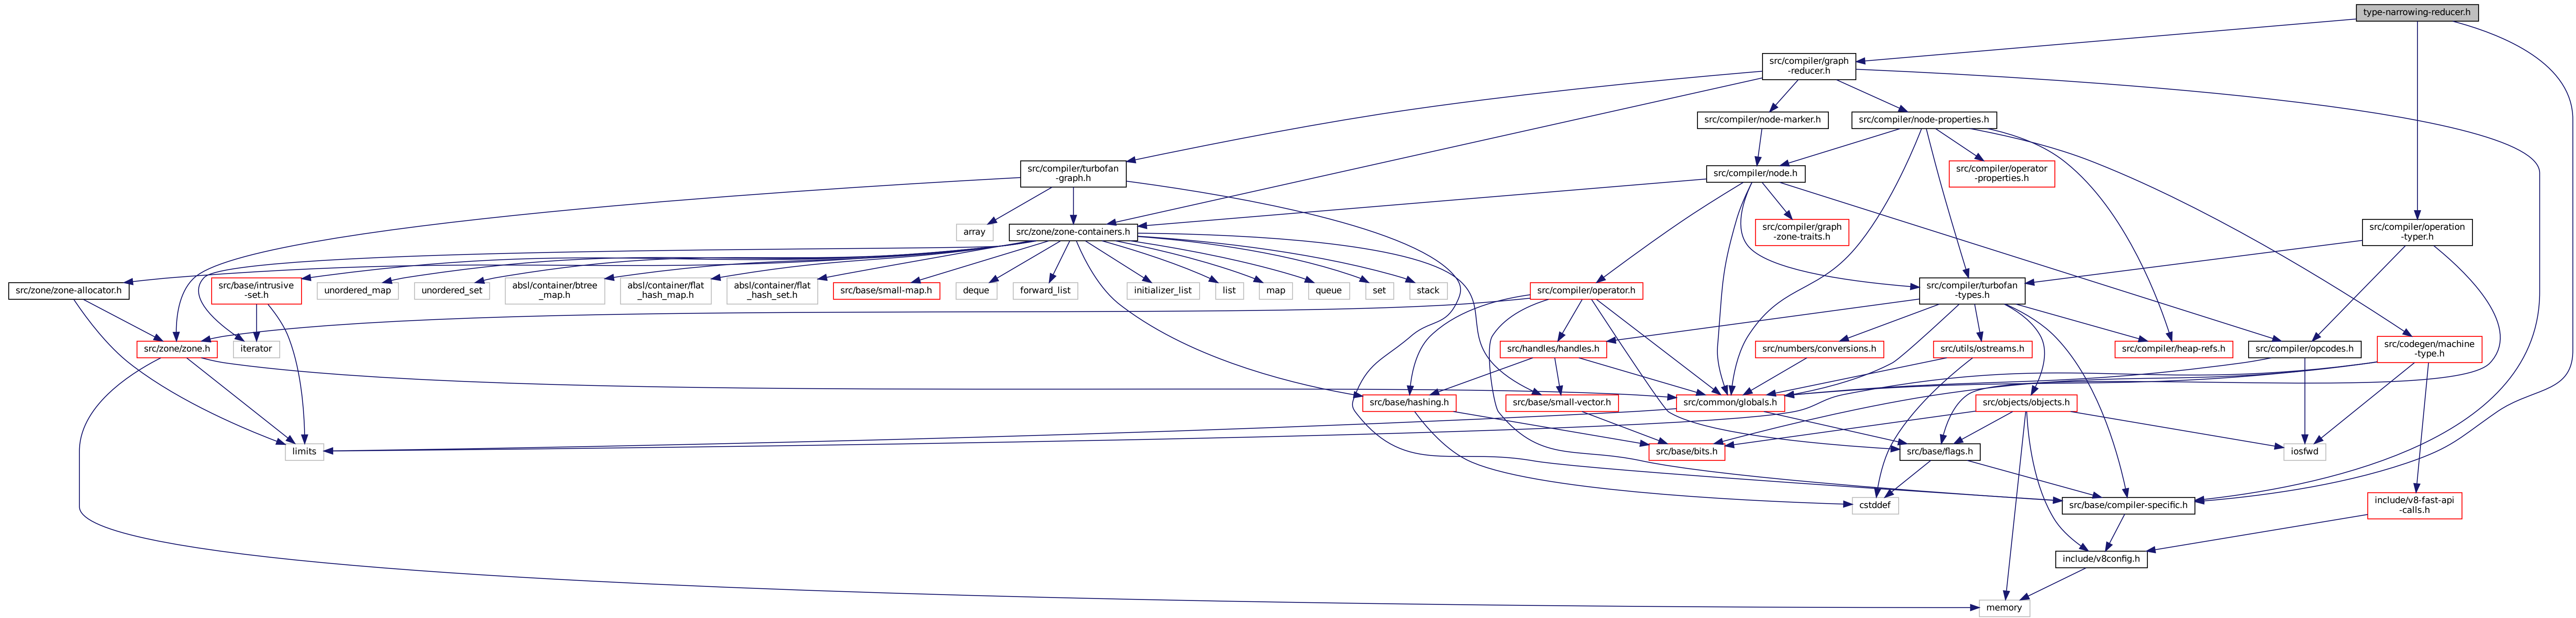 type-narrowing-reducer.h
src/compiler/graph
-reducer.h
src/compiler/node-marker.h
src/compiler/node-properties.h
src/compiler/turbofan
-graph.h
src/compiler/node.h
src/compiler/operator
-properties.h
array
src/zone/zone-containers.h
src/compiler/graph
-zone-traits.h
src/compiler/operation
-typer.h
src/zone/zone-allocator.h
src/base/intrusive
-set.h
unordered_map
unordered_set
absl/container/btree
_map.h
absl/container/flat
_hash_map.h
absl/container/flat
_hash_set.h
src/base/small-map.h
deque
forward_list
initializer_list
list
map
queue
set
stack
src/compiler/operator.h
src/compiler/turbofan
-types.h
src/zone/zone.h
iterator
src/handles/handles.h
src/numbers/conversions.h
src/utils/ostreams.h
src/compiler/heap-refs.h
src/compiler/opcodes.h
src/codegen/machine
-type.h
src/base/hashing.h
src/base/small-vector.h
src/common/globals.h
src/objects/objects.h
limits
src/base/bits.h
src/base/flags.h
iosfwd
cstddef
src/base/compiler-specific.h
include/v8-fast-api
-calls.h
include/v8config.h
memory